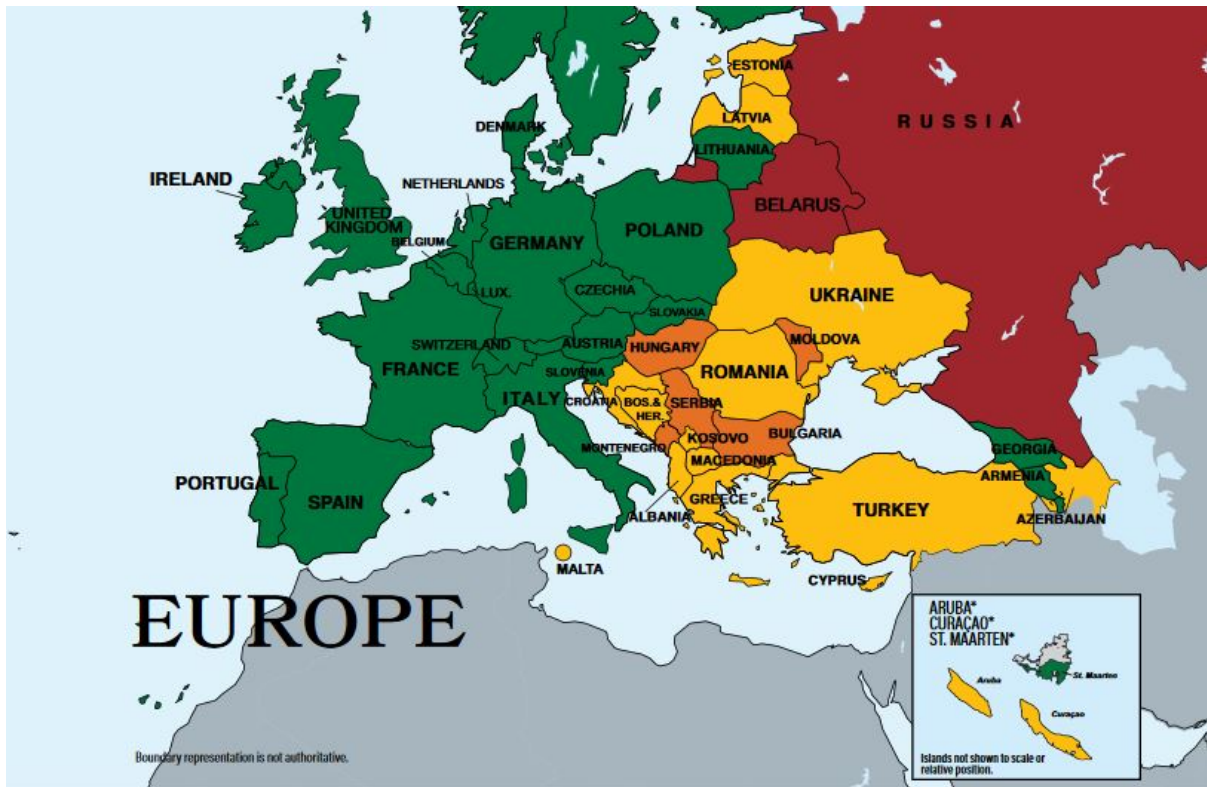 ESTONIA
RUSSIA
LATVIA
DENMARK
LITHUANIA
IRELAND
NETHERLANDS
BELARUS
UNITED
KINGDOM
POLAND
BELGIUM
GERMANY
LUX.
CZECHIA
UKRAINE
SLOVAKIA
SWITZERLAND
AUSTRIA
HUNGARY
MOLDOVA
FRANCE
SLOVENIA
ROMANIA
ITALY
CROATIA
BOS.&
HER.
SERBIA
MONTENEGRO
KOSOVO
BULGARIA
GEORGIA
MACEDONIA
ARMENIA
PORTUGAL
SPAIN
GREECE
TURKEY
ALBANIA
AZERBAIJAN
MALTA
CYPRUS
EUROPE
ARUBA*
CURAÇAO*
ST. MAARTEN*
St. Maarten
Aruba
Curaçao
Islands not shown to scale or
relative position.
Boundary representation is not authoritative.